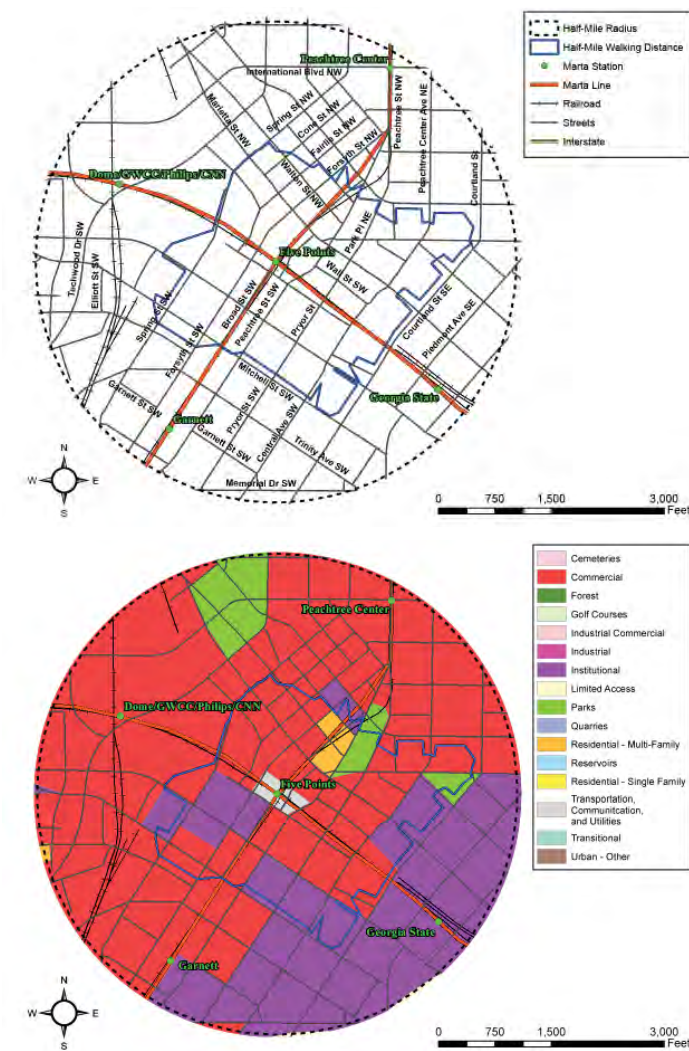 Half-Mile Radius
Half-Mile Walking Distance
Marta Station
Marta Line
Railroad
Streets
Interstate
Peachtree Center
International Blvd NW
Marietta St NW
Spring St NW
Cone St NW
Fairlie St NW
Forsyth St NW
Walton St NW
Peachtree St NW
Peachtree Center Ave NE
Courtland St
Dome/GWCC/Philips/CNN
Park Pl NE
Techwood Dr SW
Elliott St SW
Five Points
Wall St SW
Spring St SW
Broad St SW
Peachtree St SW
Pryor St
Courtland St SE
Piedmont Ave SE
Forsyth St SW
Mitchell St SW
Georgia State
Garnett St SW
Garnett
Pryor St SW
Central Ave SW
Garnett St SW
Trinity Ave SW
Memorial Dr SW
N
W E
S
0 750 1,500 3,000
Feet
Cemeteries
Commercial
Forest
Golf Courses
Industrial Commercial
Industrial
Institutional
Limited Access
Parks
Quarries
Residential - Multi-Family
Reservoirs
Residential - Single Family
Transportation,
Communitcation,
and Utilities
Transitional
Urban - Other
Peachtree Center
Dome/GWCC/Philips/CNN
Five Points
Georgia State
Garnett
N
W E
S
0 750 1,500 3,000
Feet